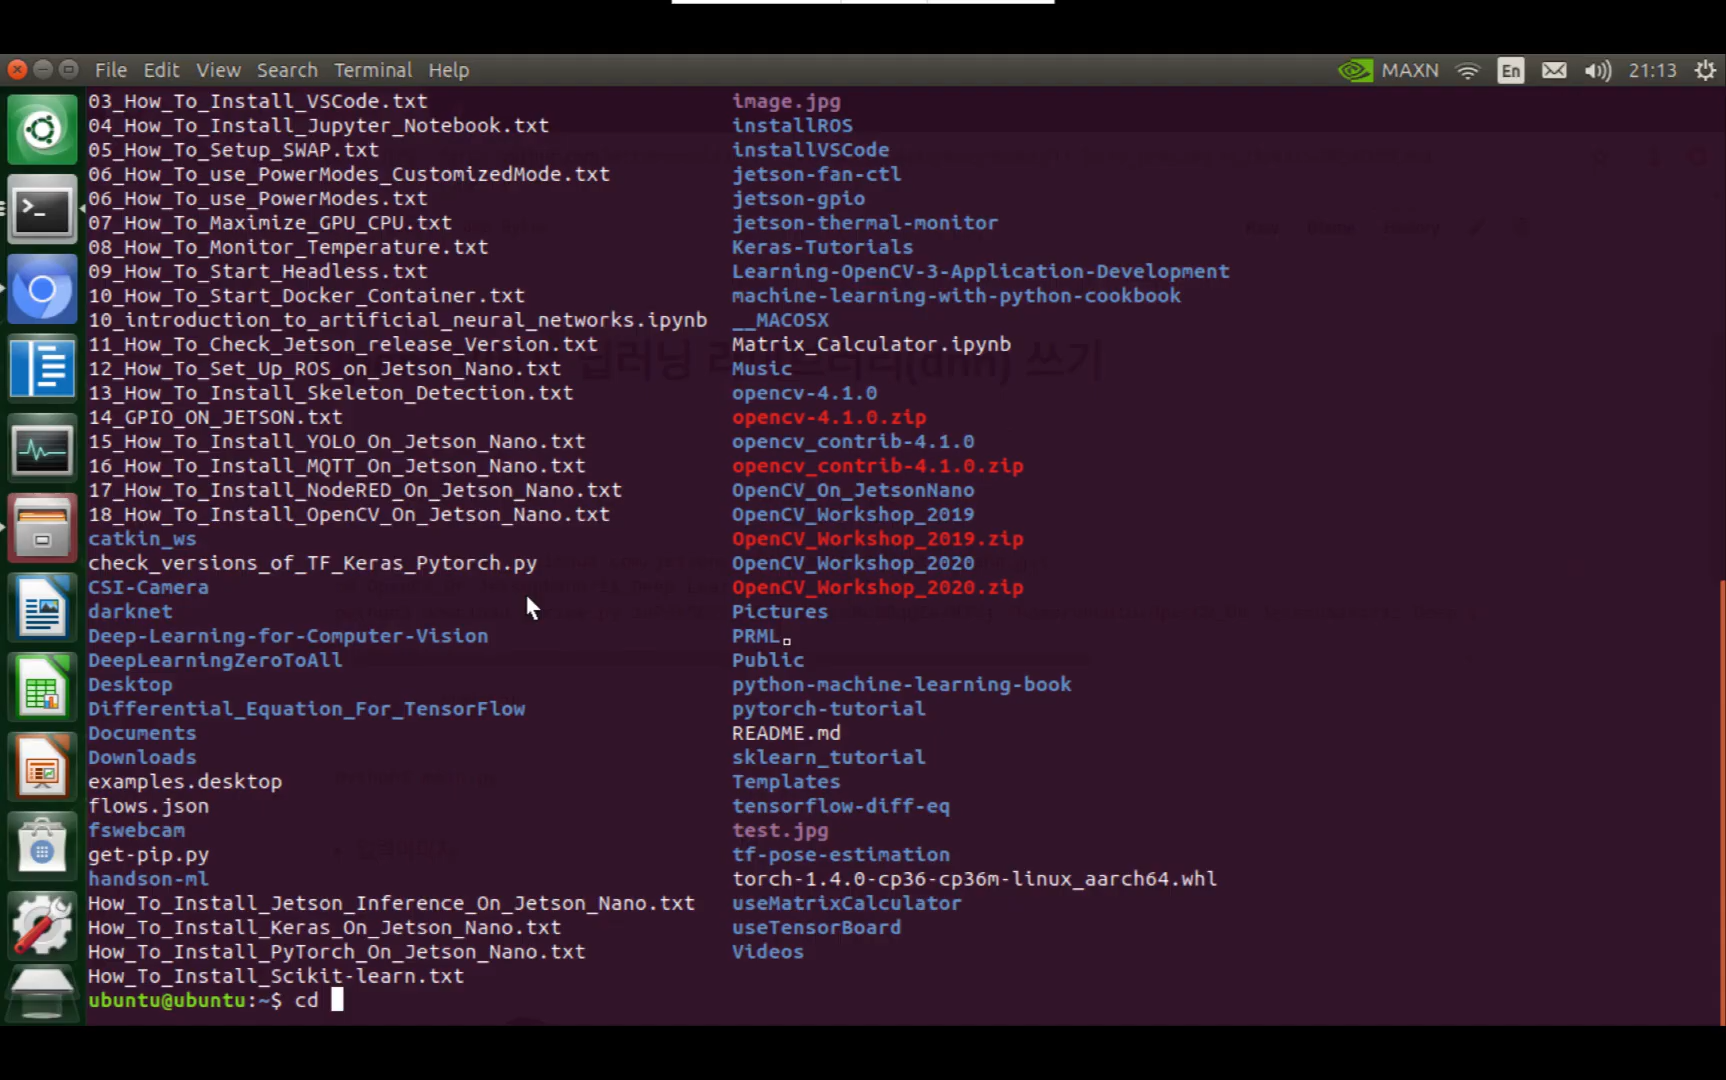 File Edit View Search Terminal Help
MAXN En 21:13
03_How_To_Install_VSCode.txt
04_How_To_Install_Jupyter_Notebook.txt
05_How_To_Setup_SWAP.txt
06_How_To_use_PowerModes_CustomizedMode.txt
06_How_To_use_PowerModes.txt
07_How_To_Maximize_GPU_CPU.txt
08_How_To_Monitor_Temperature.txt
09_How_To_Start_Headless.txt
10_How_To_Start_Docker_Container.txt
10_introduction_to_artificial_neural_networks.ipynb
11_How_To_Check_Jetson_release_Version.txt
12_How_To_Set_Up_ROS_on_Jetson_Nano.txt
13_How_To_Install_Skeleton_Detection.txt
14_GPIO_ON_JETSON.txt
15_How_To_Install_YOLO_On_Jetson_Nano.txt
16_How_To_Install_MQTT_On_Jetson_Nano.txt
17_How_To_Install_NodeRED_On_Jetson_Nano.txt
18_How_To_Install_OpenCV_On_Jetson_Nano.txt
catkin_ws
check_versions_of_TF_Keras_Pytorch.py
CSI-Camera
darknet
Deep-Learning-for-Computer-Vision
DeepLearningZeroToAll
Desktop
Differential_Equation_For_TensorFlow
Documents
Downloads
examples.desktop
flows.json
fswebcam
get-pip.py
handson-ml
How_To_Install_Jetson_Inference_On_Jetson_Nano.txt
How_To_Install_Keras_On_Jetson_Nano.txt
How_To_Install_PyTorch_On_Jetson_Nano.txt
How_To_Install_Scikit-learn.txt
image.jpg
installROS
installVSCode
jetson-fan-ctl
jetson-gpio
jetson-thermal-monitor
Keras-Tutorials
Learning-OpenCV-3-Application-Development
machine-learning-with-python-cookbook
__MACOSX
Matrix_Calculator.ipynb
Music
opencv-4.1.0
opencv-4.1.0.zip
opencv_contrib-4.1.0
opencv_contrib-4.1.0.zip
OpenCV_On_JetsonNano
OpenCV_Workshop_2019
OpenCV_Workshop_2019.zip
OpenCV_Workshop_2020
OpenCV_Workshop_2020.zip
Pictures
PRML
Public
python-machine-learning-book
pytorch-tutorial
README.md
sklearn_tutorial
Templates
tensorflow-diff-eq
test.jpg
tf-pose-estimation
torch-1.4.0-cp36-cp36m-linux_aarch64.whl
useMatrixCalculator
useTensorBoard
Videos
ubuntu@ubuntu:~$ cd